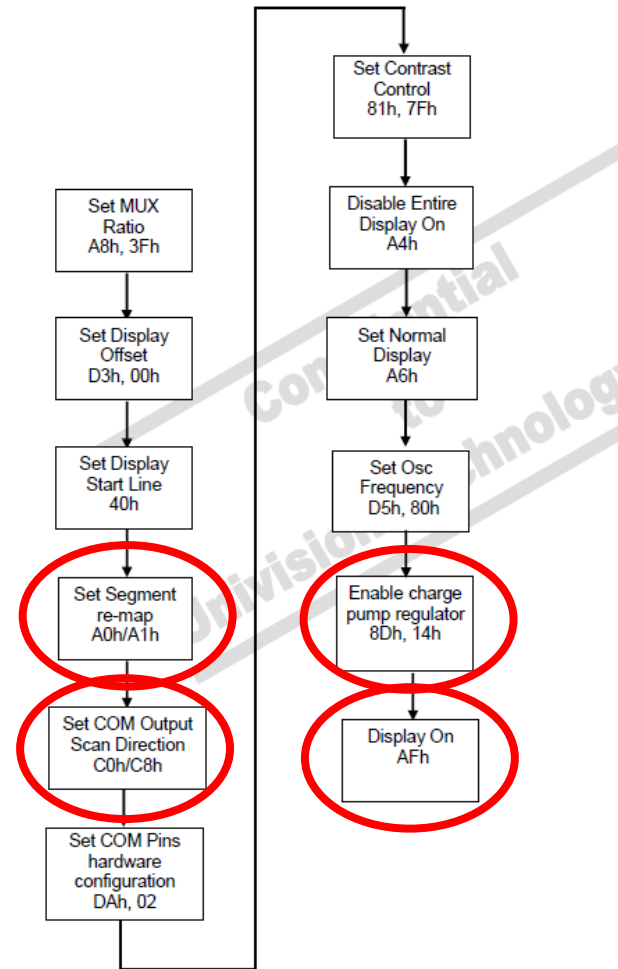 Set MUX
Ratio
A8h, 3Fh
Set Display
Offset
D3h, 00h
Set Display
Start Line
40h
Set Segment
re-map
A0h/A1h
Set COM Output
Scan Direction
C0h/C8h
Set COM Pins
hardware
configuration
DAh, 02
Set Contrast
Control
81h, 7Fh
Disable Entire
Display On
A4h
Set Normal
Display
A6h
Set Osc
Frequency
D5h, 80h
Enable charge
pump regulator
8Dh, 14h
Display On
AFh
to
Univision